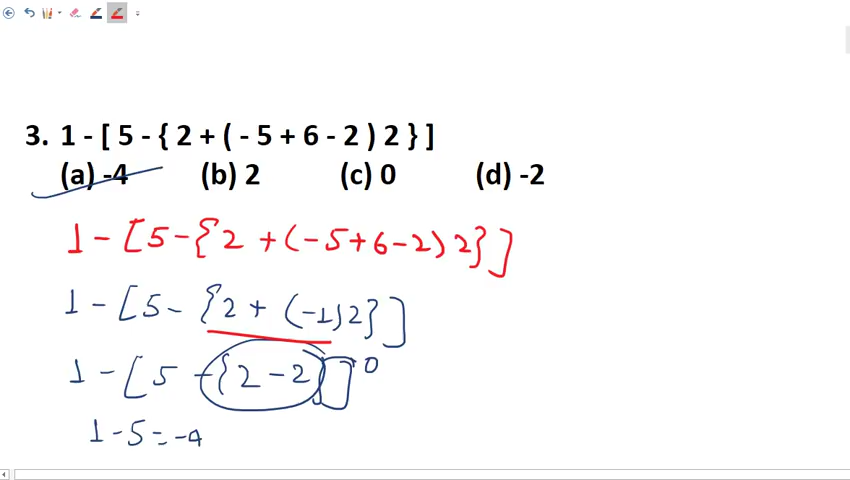 3. 1 - [ 5 - { 2 + ( - 5 + 6 - 2 ) 2 } ]
(a) -4 (b) 2 (c) 0 (d) -2
1 - [5 - {2 + (-5 + 6 - 2) 2}]
1 - [5 - {2 + (-1) 2}]
1 - [5 - {2 - 2}] 0
1 - 5 = -4